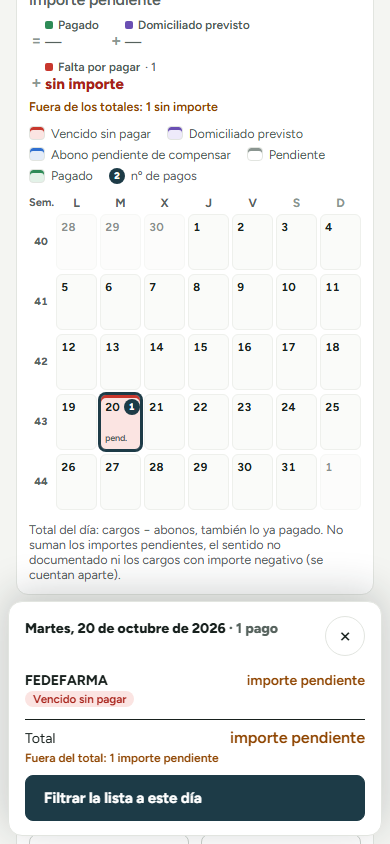 Importe pendiente
Pagado
Domiciliado previsto
= —
+ —
Falta por pagar · 1
+ sin importe
Fuera de los totales: 1 sin importe
Vencido sin pagar
Domiciliado previsto
Abono pendiente de compensar
Pendiente
Pagado
2 nº de pagos
Sem. L M X J V S D
40 28 29 30 1 2 3 4
41 5 6 7 8 9 10 11
42 12 13 14 15 16 17 18
43 19 20 1 21 22 23 24 25
pend.
44 26 27 28 29 30 31 1
Total del día: cargos − abonos, también lo ya pagado. No
suman los importes pendientes, el sentido no
documentado ni los cargos con importe negativo (se
cuentan aparte).
Martes, 20 de octubre de 2026 · 1 pago
×
FEDEFARMA
importe pendiente
Vencido sin pagar
Total
importe pendiente
Fuera del total: 1 importe pendiente
Filtrar la lista a este día